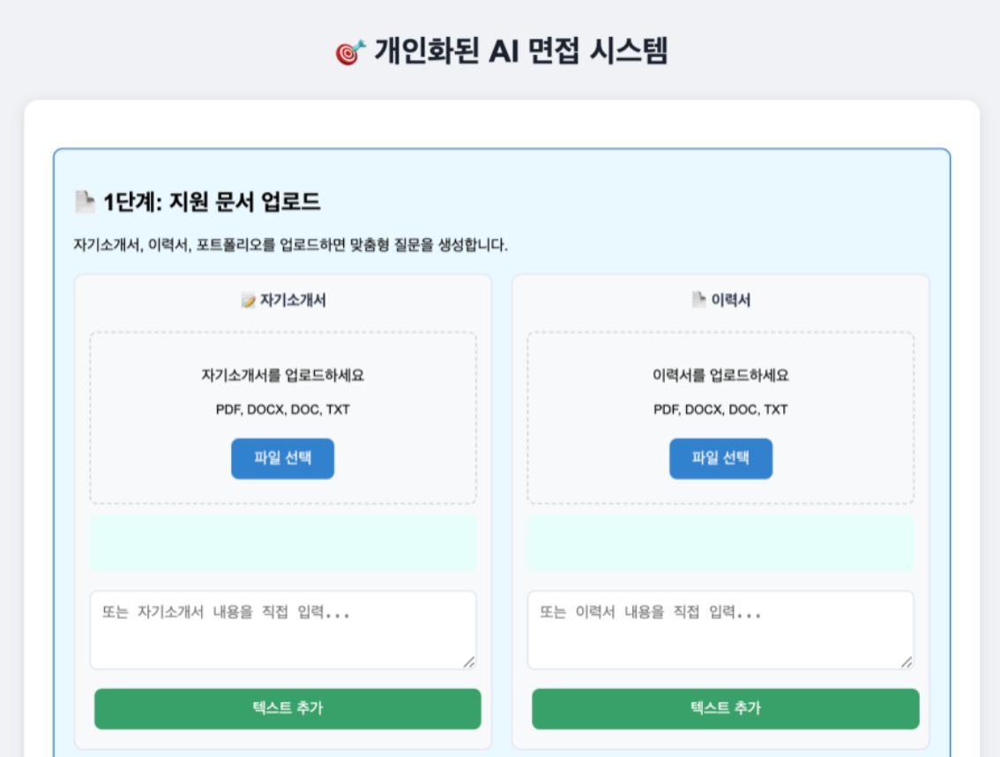 🎯 개인화된 AI 면접 시스템
📄 1단계: 지원 문서 업로드
자기소개서, 이력서, 포트폴리오를 업로드하면 맞춤형 질문을 생성합니다.
📝 자기소개서
자기소개서를 업로드하세요
PDF, DOCX, DOC, TXT
파일 선택
또는 자기소개서 내용을 직접 입력...
텍스트 추가
📄 이력서
이력서를 업로드하세요
PDF, DOCX, DOC, TXT
파일 선택
또는 이력서 내용을 직접 입력...
텍스트 추가